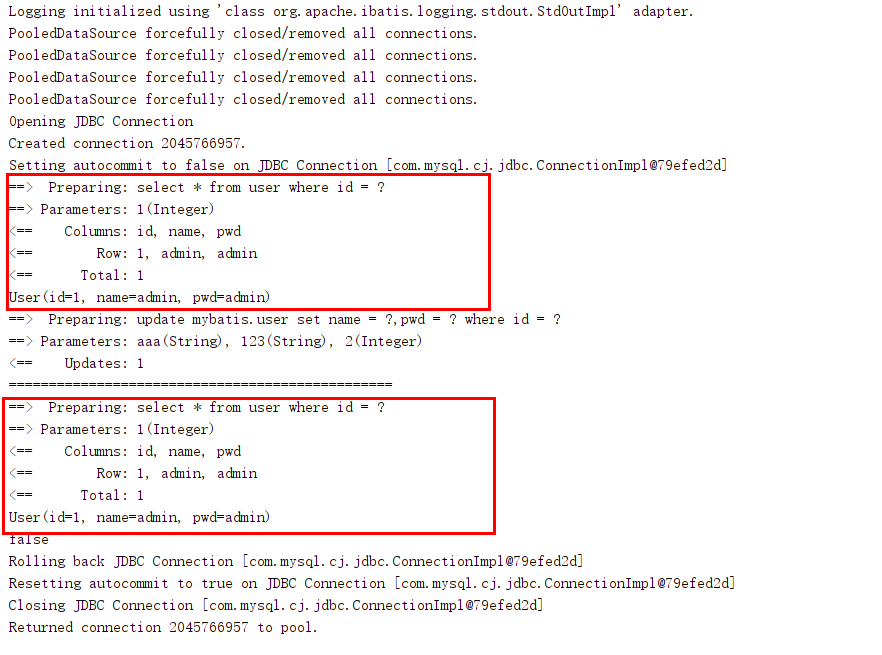 Logging initialized using 'class org.apache.ibatis.logging.stdout.StdOutImpl' adapter.
PooledDataSource forcefully closed/removed all connections.
PooledDataSource forcefully closed/removed all connections.
PooledDataSource forcefully closed/removed all connections.
PooledDataSource forcefully closed/removed all connections.
Opening JDBC Connection
Created connection 2045766957.
Setting autocommit to false on JDBC Connection [com.mysql.cj.jdbc.ConnectionImpl@79efed2d]
==>  Preparing: select * from user where id = ?
==> Parameters: 1(Integer)
<==    Columns: id, name, pwd
<==        Row: 1, admin, admin
<==      Total: 1
User(id=1, name=admin, pwd=admin)
==>  Preparing: update mybatis.user set name = ?,pwd = ? where id = ?
==> Parameters: aaa(String), 123(String), 2(Integer)
<==    Updates: 1
================================================
==>  Preparing: select * from user where id = ?
==> Parameters: 1(Integer)
<==    Columns: id, name, pwd
<==        Row: 1, admin, admin
<==      Total: 1
User(id=1, name=admin, pwd=admin)
false
Rolling back JDBC Connection [com.mysql.cj.jdbc.ConnectionImpl@79efed2d]
Resetting autocommit to true on JDBC Connection [com.mysql.cj.jdbc.ConnectionImpl@79efed2d]
Closing JDBC Connection [com.mysql.cj.jdbc.ConnectionImpl@79efed2d]
Returned connection 2045766957 to pool.